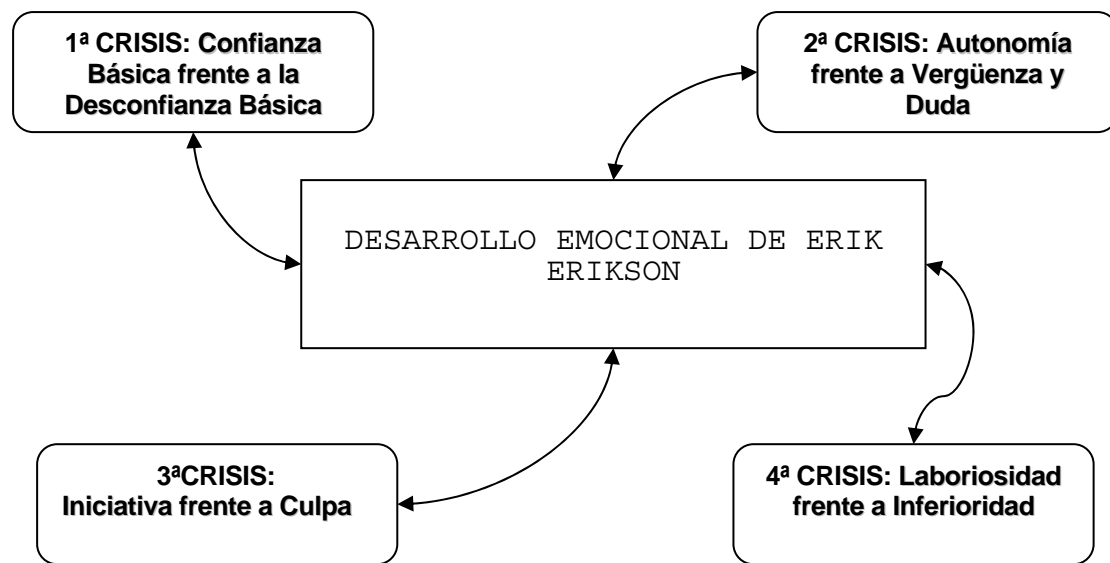 1ª CRISIS: Confianza
Básica frente a la
Desconfianza Básica
2ª CRISIS: Autonomía
frente a Vergüenza y
Duda
DESARROLLO EMOCIONAL DE ERIK
ERIKSON
3ªCRISIS:
Iniciativa frente a Culpa
4ª CRISIS: Laboriosidad
frente a Inferioridad